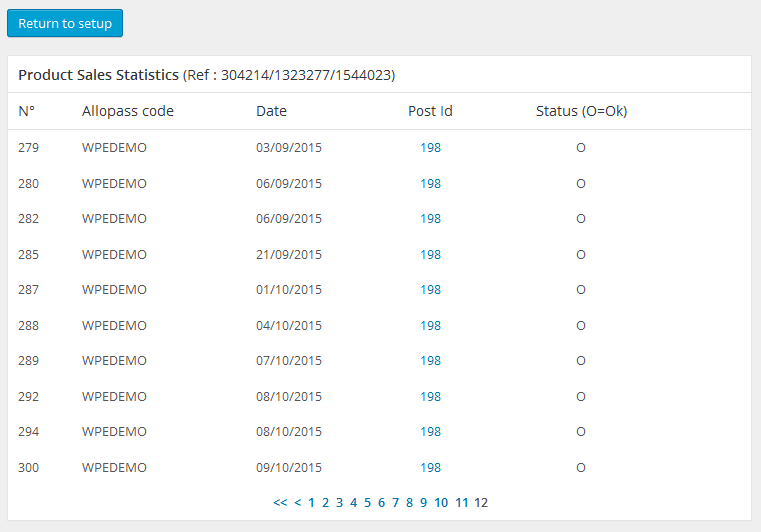 Return to setup
Product Sales Statistics (Ref : 304214/1323277/1544023)
N° Allopass code Date Post Id Status (O=Ok)
279 WPEDEMO 03/09/2015 198 O
280 WPEDEMO 06/09/2015 198 O
282 WPEDEMO 06/09/2015 198 O
285 WPEDEMO 21/09/2015 198 O
287 WPEDEMO 01/10/2015 198 O
288 WPEDEMO 04/10/2015 198 O
289 WPEDEMO 07/10/2015 198 O
292 WPEDEMO 08/10/2015 198 O
294 WPEDEMO 08/10/2015 198 O
300 WPEDEMO 09/10/2015 198 O
<< < 1 2 3 4 5 6 7 8 9 10 11 12